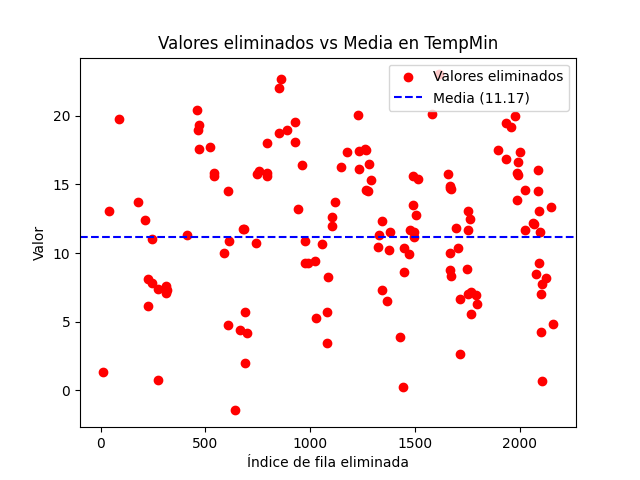 Valores eliminados vs Media en TempMin
Valores eliminados
Media (11.17)
Valor
20
15
10
5
0
0
500
1000
1500
2000
Índice de fila eliminada